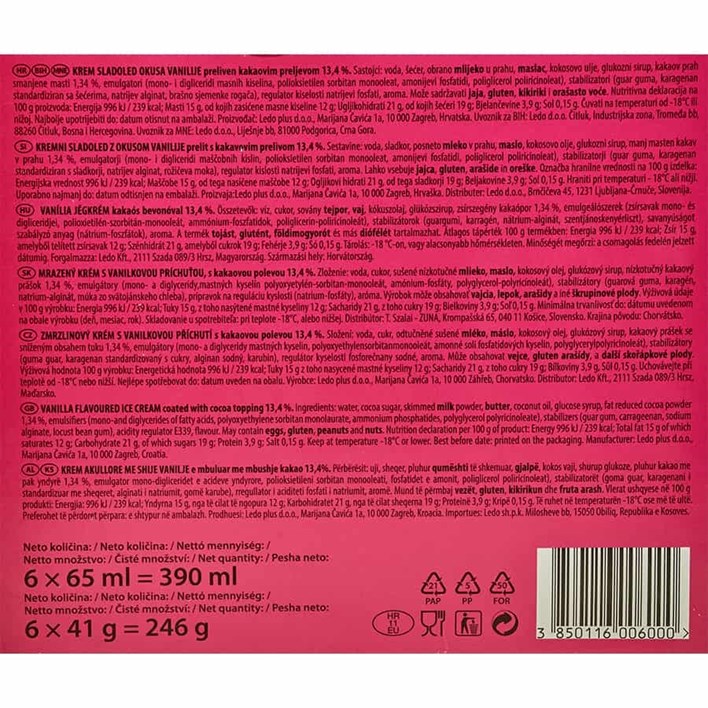 HR BIH MNE KREM SLADOLED OKUSA VANILIJE preliven kakaovim preljevom 13,4 %. Sastojci: voda, šećer, obrano mlijeko u prahu, maslac, kokosovo ulje, glukozni sirup, kakaov prah
smanjene masti 1,34 %, emulgatori (mono- i digliceridi masnih kiselina, polioksietilen sorbitan monooleat, amonijevi fosfatidi, poliglicerol poliricinoleat), stabilizatori (guar guma, karagenan
standardiziran sa šećerima, natrijev alginat, brašno sjemenke rogača), regulator kiselosti natrijevi fosfati, aroma. Može sadržavati jaja, gluten, kikiriki i orašasto voće. Nutritivna deklaracija na
100 g proizvoda: Energija 996 kJ / 239 kcal; Masti 15 g, od kojih zasićene masne kiseline 12 g; Ugljikohidrati 21 g, od kojih šećeri 19 g; Bjelančevine 3,9 g; Sol 0,15 g. Čuvati na temperaturi od -18°C ili
nižoj. Najbolje upotrijebiti do: datum otisnut na ambalaži. Proizvođač: Ledo plus d.o.o., Marijana Čavića 1a, 10 000 Zagreb, Hrvatska. Uvoznik za BIH: Ledo d.o.o. Čitluk, Industrijska zona, Tromeđa bb,
88260 Čitluk, Bosna i Hercegovina. Uvoznik za MNE: Ledo d.o.o., Liješnje bb, 81000 Podgorica, Crna Gora.
SI KREMNI SLADOLED Z OKUSOM VANILIJE prelit s kakavovim prelivom 13,4%. Sestavine: voda, sladkor, posneto mleko v prahu, maslo, kokosovo olje, glukozni sirup, manj masten kakav
v prahu 1,34 %, emulgatorji (mono- in digliceridi maščobnih kislin, polioksietilen sorbitan monooleat, amonijevi fosfatidi, poliglicerol poliricinoleat), stabilizatorji (guar guma, karagenan
standardiziran s sladkorji, natrijev alginat, rožičeva moka), regulator kislosti natrijevi fosfati, aroma. Lahko vsebuje jajca, gluten, arašide in oreške. Označba hranilne vrednosti na 100 g izdelka:
Energijska vrednost 996 kJ / 239 kcal; Maščobe 15 g, od tega nasičene maščobe 12 g; Ogljikovi hidrati 21 g, od tega sladkorji 19 g; Beljakovine 3,9 g; Sol 0,15 g. Hraniti pri temperaturi -18°C ali nižji.
Uporabno najmanj do: datum odtisnjen na embalaži. Proizvaja: Ledo plus d.o.o., Marijana Čavića 1a, 10 000 Zagreb, Hrvaška. Distributer: Ledo d.o.o., Brnčičeva 45, 1231 Ljubljana-Črnuče, Slovenija.
HU VANÍLIA JÉGKRÉM kakaós bevonóval 13,4 %. Összetevők: víz, cukor, sovány tejpor, vaj, kókuszolaj, glükózszirup, zsírszegény kakaópor 1,34 %, emulgeálószerek (zsírsavak mono- és
digliceridjei, polioxietilén-szorbitán-monooleát, ammónium-foszfatidok, poliglicerin-poliricinoleát), stabilizátorok (guargumi, karragén, nátrium-alginát, szentjánoskenyérliszt), savanyúságot
szabályzó anyag (nátrium-foszfátok), aroma. A termék tojást, glutént, földimogyorót és más dióféléket tartalmazhat. Átlagos tápérték 100 g termékben: Energia 996 kJ / 239 kcal; Zsír 15 g,
amelyből telített zsírsavak 12 g; Szénhidrát 21 g, amelyből cukrok 19 g; Fehérje 3,9 g; Só 0,15 g. Tárolás: -18 °C-on, vagy alacsonyabb hőmérsékleten. Minőségét megőrzi: a csomagolás fedelén jelzett
dátumig. Forgalmazza: Ledo Kft., 2111 Szada 089/3 Hrsz, Magyarország. Származási hely: Horvátország.
SK MRAZENÝ KRÉM S VANILKOVOU PRÍCHUŤOU, s kakaovou polevou 13,4 %. Zloženie: voda, cukor, sušené nízkotučné mlieko, maslo, kokosový olej, glukózový sirup, nízkotučný kakaový
prášok 1,34 %, emulgátory (mono- a diglyceridy mastných kyselín, polyoxyetylén-sorbitan-monooleát, amónium-fosfáty, polyglycerol-polyricinoleát), stabilizátory (guarová guma, karagén,
natrium-alginát, múka zo svätojánskeho chleba), prípravok na reguláciu kyslosti (natrium-fosfáty), aróma. Výrobok môže obsahovať vajcia, lepok, arašidy a iné škrupinové plody. Výživová údaje
v 100 g výrobku: Energia 996 kJ / 239 kcal; Tuky 15 g, z toho nasýtené mastné kyseliny 12 g; Sacharidy 21 g, z toho cukry 19 g; Bielkoviny 3,9 g; Soľ 0,15 g. Minimálna trvanlivosť do: dátumu uvedenom
na obale výrobku (deň, mesiac, rok). Skladovanie u spotrebiteľa: pri teplote -18°C, alebo nižšej. Distribútor: T. Szalai - ZUNA, Krompašská 65, 040 11 Košice, Slovensko. Krajina pôvodu: Chorvátsko.
CZ ZMRZLINOVÝ KRÉM S VANILKOVOU PŘÍCHUTÍ s kakaovou polevou 13,4 %. Složení: voda, cukr, odtučněné sušené mléko, máslo, kokosový olej, glukózový sirup, kakaový prášek se
sníženým obsahem tuku 1,34 %, emulgátory (mono- a diglyceridy mastných kyselin, polyoxyethylensorbitanmonooleát, amonné soli fosfatidových kyselin, polyglycerolpolyricinoleát), stabilizátory
(guma guar, karagenan standardizovaný s cukry, alginan sodný, karubin), regulátor kyselosti fosforečnany sodné, aroma. Může obsahovat vejce, gluten arašídy, a další skořápkové plody.
Výživová hodnota 100 g výrobku: Energetická hodnota 996 kJ / 239 kcal; Tuky 15 g z toho nasycené mastné kyseliny 12 g; Sacharidy 21 g, z toho cukry 19 g; Bílkoviny 3,9 g, Sůl 0,15 g. Uchovávejte při
teplotě od -18°C nebo nižší. Nejlépe spotřebovat do: datum uveden na obalu. Výrobce: Ledo plus d.o.o., Marijana Čavića 1a, 10 000 Záhřeb, Chorvatsko. Distributor: Ledo Kft., 2111 Szada 089/3 Hrsz,
Maďarsko.
GB VANILLA FLAVOURED ICE CREAM coated with cocoa topping 13,4 %. Ingredients: water, cocoa sugar, skimmed milk powder, butter, coconut oil, glucose syrup, fat reduced cocoa powder
1,34 %, emulsifiers (mono-and diglycerides of fatty acids, polyoxyethylene sorbitan monooleate, ammonium phosphatides, polyglycerol polyricinoleate), stabilizers (guar gum, carrageenan, sodium
alginate, locust bean gum), acidity regulator E339, flavour. May contain eggs, gluten, peanuts and nuts. Nutrition declaration per 100 g of product: Energy 996 kJ / 239 kcal; Total fat 15 g of which
saturates 12 g; Carbohydrate 21 g, of which sugars 19 g; Protein 3,9 g; Salt 0,15 g. Keep at temperature -18°C or lower. Best before date: printed on the packaging. Manufacturer: Ledo plus d.o.o.,
Marijana Čavića 1a, 10 000 Zagreb, Croatia.
AL KS KREM AKULLORE ME SHIJE VANILJE e mbuluar me mbushje kakao 13,4%. Përbërësit: uji, sheqer, pluhur qumështi të shkemuar, gjalpë, kokos vaji, shurup glukoze, pluhur kakao me
pak yndyrë 1,34 %, emulgator mono-digliceridet e acideve yndyrore, polioksietilen sorbitan monooleati, fosfatidet e amonit, poliglicerol poliricinoleat), stabilizatorët (goma guar, karagenani i
standardizuar me sheqeret, alginati i natriumit, gomë karube), regullator i aciditeti fosfati i natriumit, aromë. Mund të përmbaj vezët, gluten, kikirikun dhe fruta arash. Vlerat ushqyese në 100 g
produkti: Energjia: 996 kJ / 239 kcal; Yndyrna 15 g, nga të cilat të ngopura 12 g; Karbohidratet 21 g, nga të cilat sheqerna 19 g; Proteinë 3,9 g; Kripë 0,15 g. Të ruhet në temperaturën -18°C ose më të ultë.
Preferohet të përdoret përpara: e shtypur në ambalazh. Prodhuesi: Ledo plus d.o.o., Marijana Čavića 1a, 10 000 Zagreb, Kroacia. Importues: Ledo sh.p.k. Milosheve bb, 15050 Obiliq, Republika e Kosoves.
Neto količina: / Neto količina: / Nettó mennyiség: /
Netto množstvo: / Čisté množství: / Net quantity: / Pesha neto:
6 x 65 ml = 390 ml
Neto količina: / Neto količina: / Nettó mennyiség: /
Netto množstvo: / Čisté množství: / Net quantity: / Pesha neto:
6 x 41 g = 246 g
21 PAP
5 PP
50 FOR
HR 11 EU
3 850116 006000 >